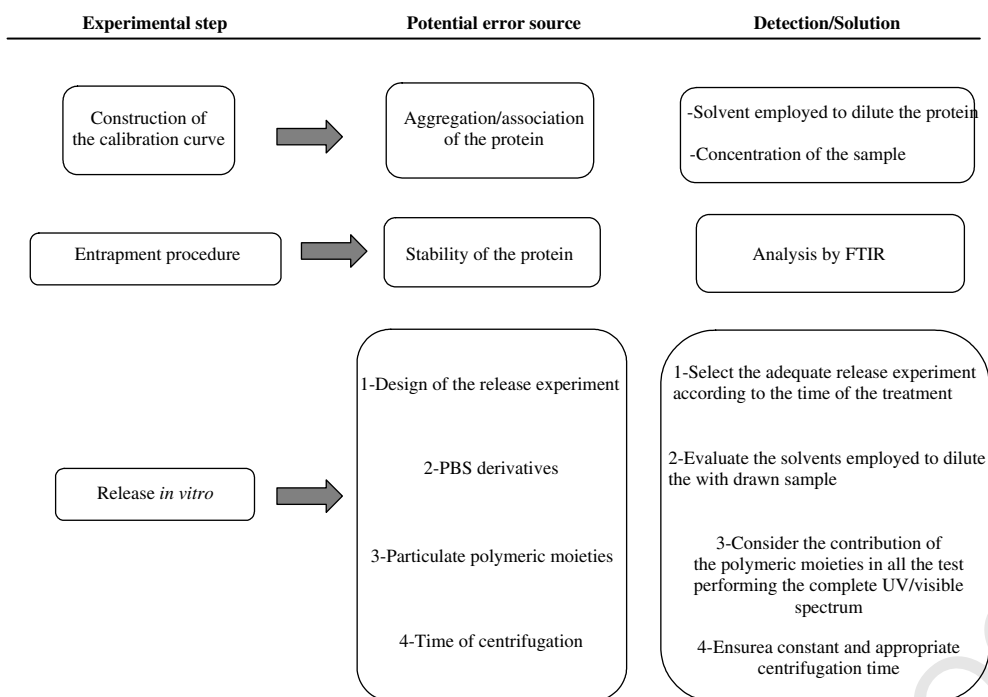 Experimental step Potential error source Detection/Solution
Construction of
the calibration curve
Aggregation/association
of the protein
-Solvent employed to dilute the protein
-Concentration of the sample
Entrapment procedure
Stability of the protein
Analysis by FTIR
Release in vitro
1-Design of the release experiment
2-PBS derivatives
3-Particulate polymeric moieties
4-Time of centrifugation
1-Select the adequate release experiment
according to the time of the treatment
2-Evaluate the solvents employed to dilute
the with drawn sample
3-Consider the contribution of
the polymeric moieties in all the test
performing the complete UV/visible
spectrum
4-Ensurea constant and appropriate
centrifugation time